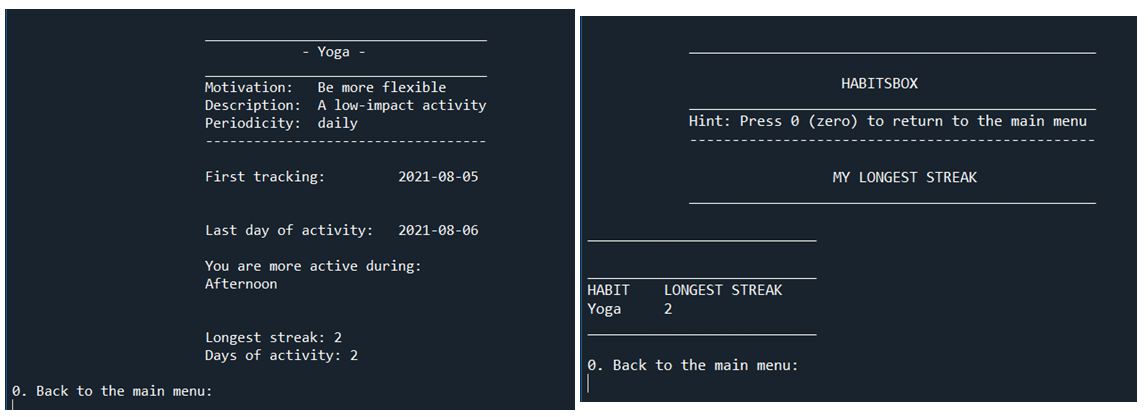 - Yoga -
Motivation: Be more flexible
Description: A low-impact activity
Periodicity: daily
-----------------------------------
First tracking: 2021-08-05
Last day of activity: 2021-08-06
You are more active during:
Afternoon
Longest streak: 2
Days of activity: 2
0. Back to the main menu:
HABITSBOX
Hint: Press 0 (zero) to return to the main menu
------------------------------------------------
MY LONGEST STREAK
HABIT LONGEST STREAK
Yoga 2
0. Back to the main menu: